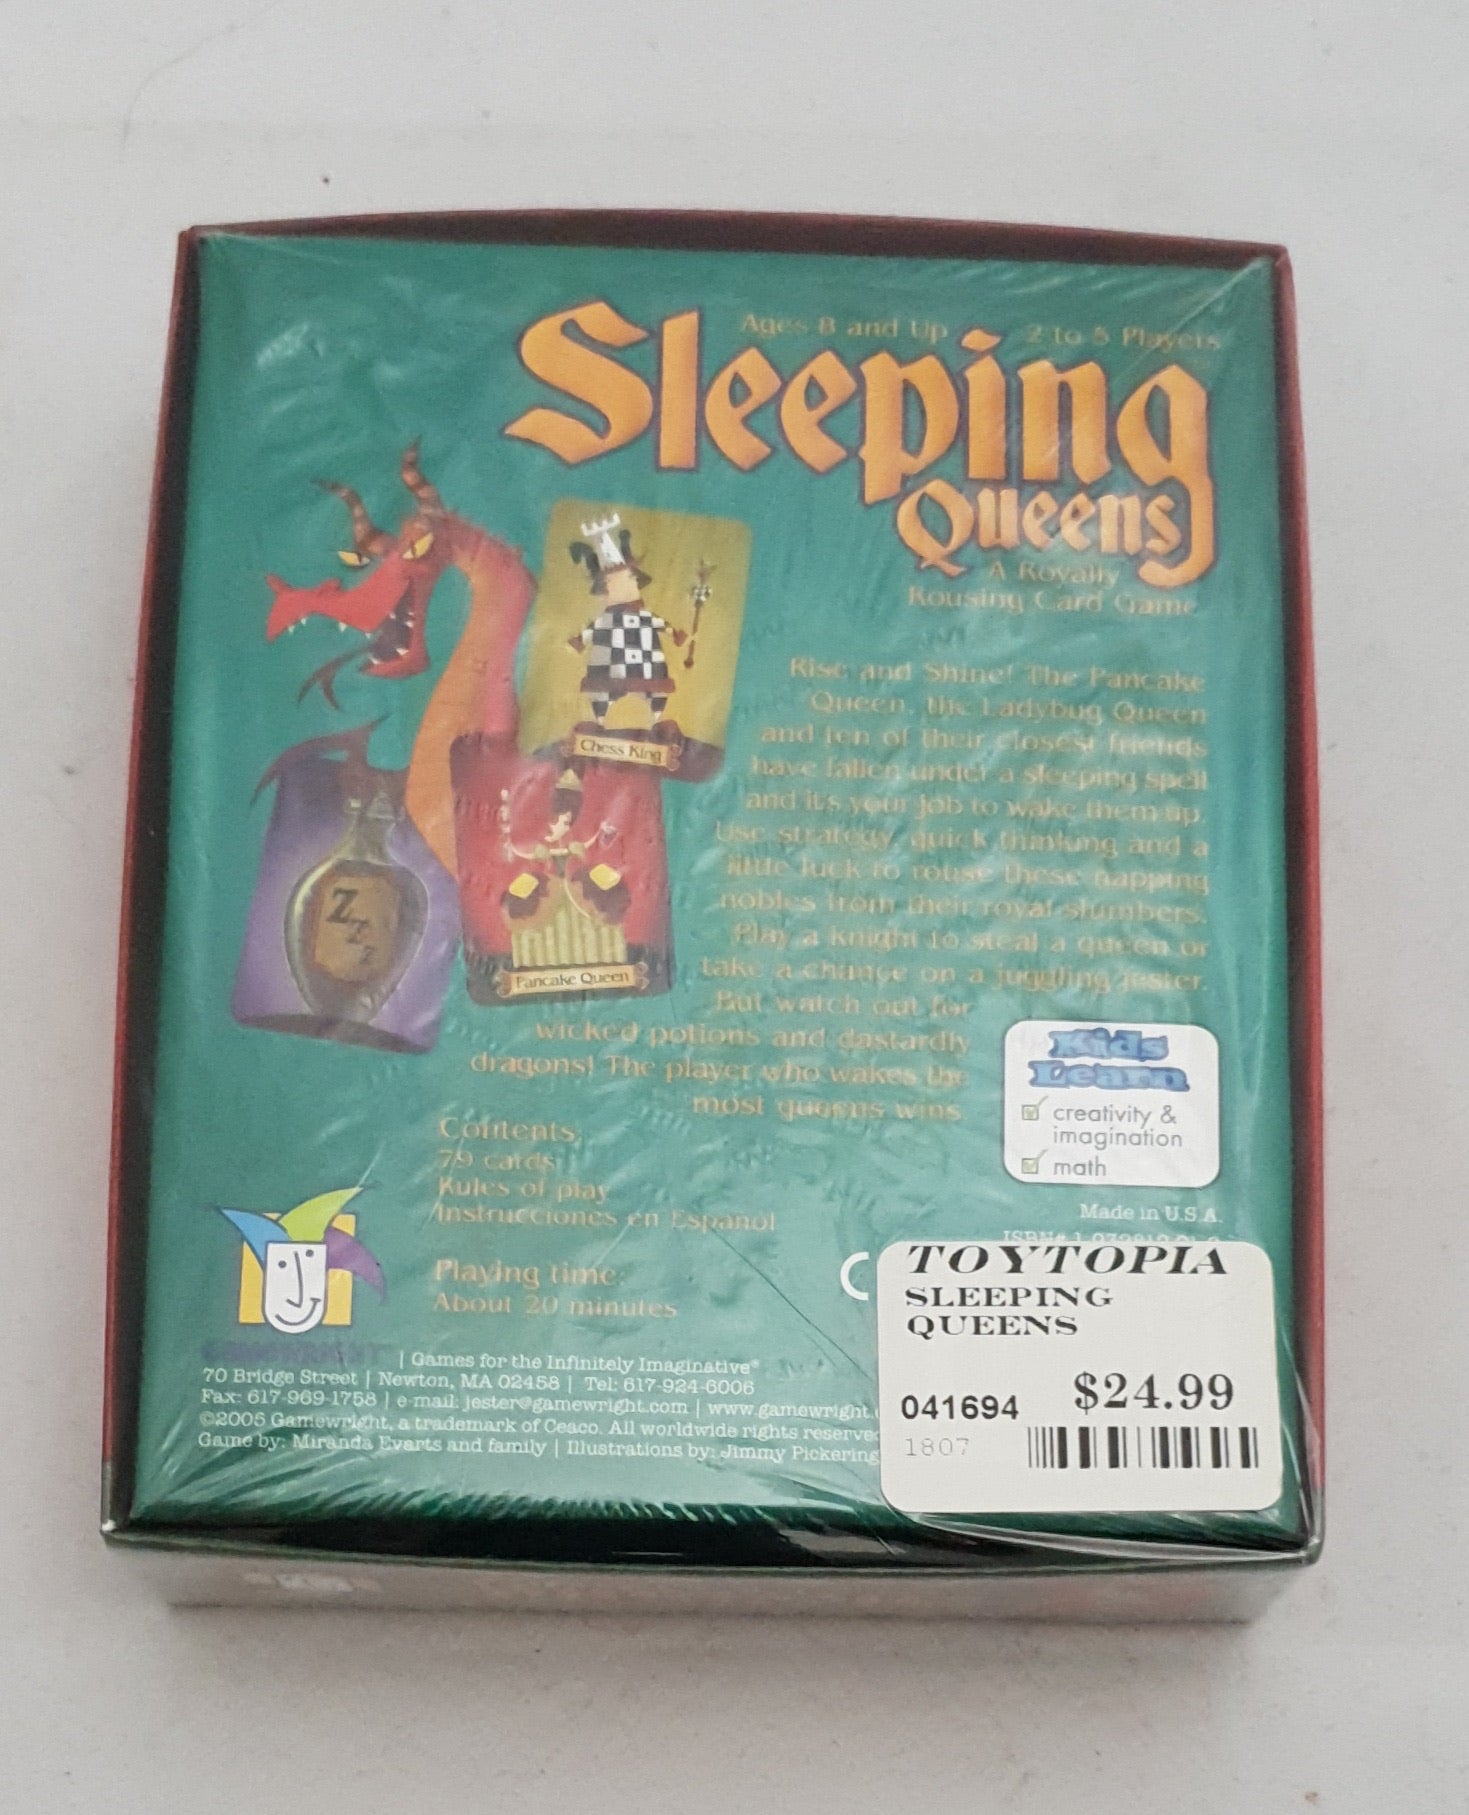 Ages 8 and Up
2 to 5 Players
Sleeping
Queens
A Royally
Rousing Card Game
Chess King
Rise and Shine! The Pancake
Queen, the Ladybug Queen
and ten of their closest friends
have fallen under a sleeping spell
and it's your job to wake them up.
Use strategy, quick thinking and a
little luck to rouse these napping
nobles from their royal slumbers.
Play a knight to steal a queen or
take a chance on a juggling jester.
But watch out for
wicked potions and dastardly
dragons! The player who wakes the
most queens wins.
Zzz
Pancake Queen
Kids
Learn
creativity &
imagination
math
Contents
79 cards
Rules of play
Instrucciones en Espanol
Playing time:
About 20 minutes
Made in U.S.A.
ISBN# 1-
GAMEWRIGHT
| Games for the Infinitely Imaginative®
70 Bridge Street | Newton, MA 02458 | Tel: 617-924-6006
Fax: 617-969-1758 | e-mail: jester@gamewright.com | www.gamewright.
©2005 Gamewright, a trademark of Ceaco. All worldwide rights reserve
Game by: Miranda Evarts and family | Illustrations by: Jimmy Pickering
TOYTOPIA
SLEEPING
QUEENS
041694 $24.99
1807